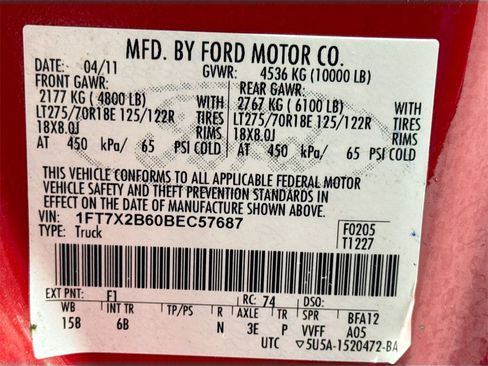 MFD. BY FORD MOTOR CO.
DATE: 04/11 GVWR: 4536 KG (10000 LB)
FRONT GAWR: REAR GAWR:
2177 KG ( 4800 LB) WITH 2767 KG ( 6100 LB) WITH
LT275/70R18E 125/122R TIRES LT275/70R18E 125/122R TIRES
18X8.0J RIMS 18X8.0J RIMS
AT 450 kPa/ 65 PSI COLD AT 450 kPa/ 65 PSI COLD
THIS VEHICLE CONFORMS TO ALL APPLICABLE FEDERAL MOTOR
VEHICLE SAFETY AND THEFT PREVENTION STANDARDS IN
EFFECT ON THE DATE OF MANUFACTURE SHOWN ABOVE.
VIN: 1FT7X2B60BEC57687 F0205
TYPE: Truck T1227
EXT PNT: F1 RC: 74 DSO:
WB INT TR TP/PS R AXLE TR SPR BFA12
158 6B N 3E P VVFF A05
UTC ▽5U5A-1520472-BA
Ford